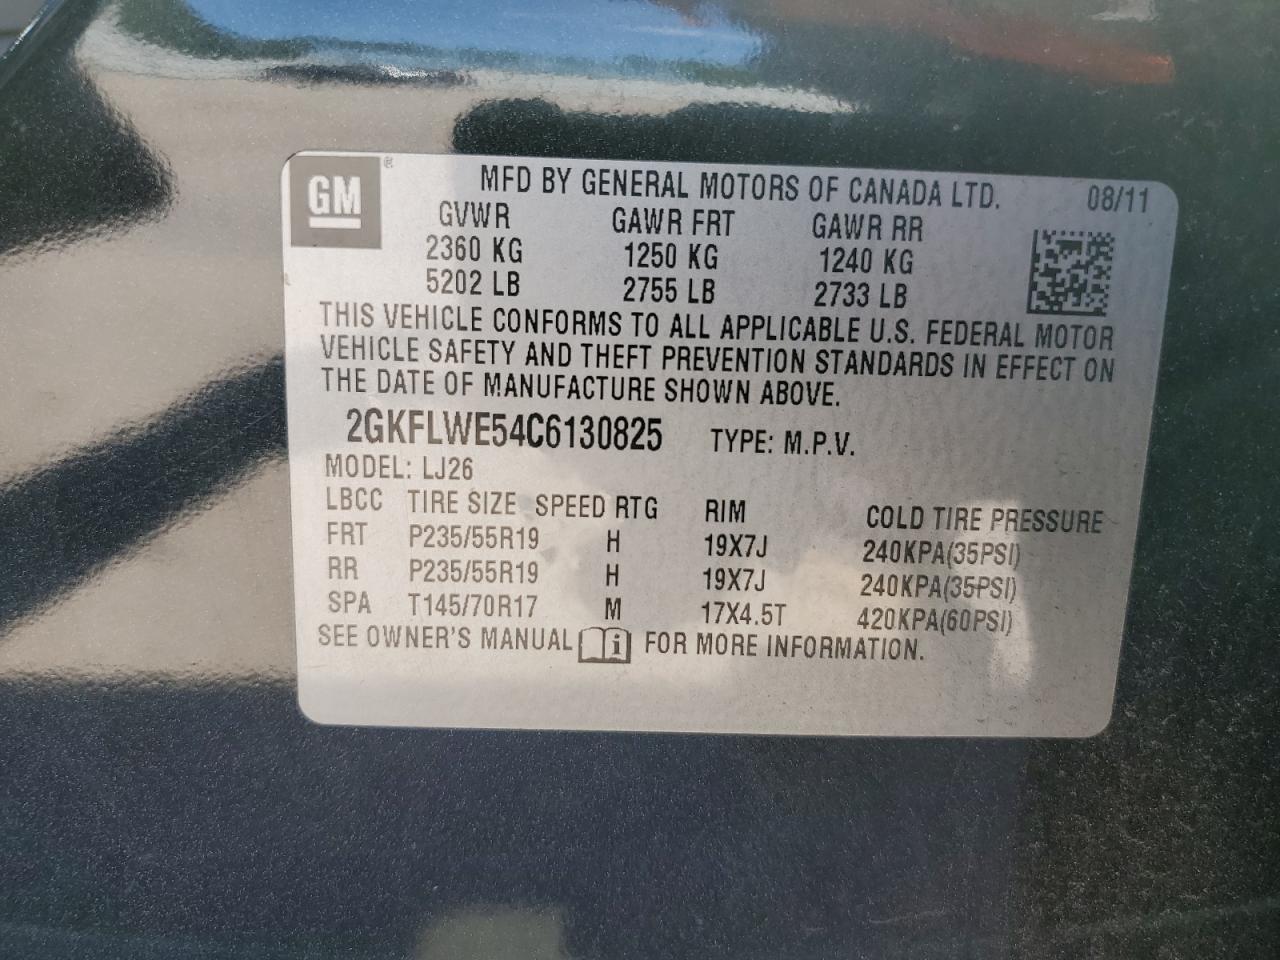 GM ® MFD BY GENERAL MOTORS OF CANADA LTD. 08/11
GVWR GAWR FRT GAWR RR
2360 KG 1250 KG 1240 KG
5202 LB 2755 LB 2733 LB
THIS VEHICLE CONFORMS TO ALL APPLICABLE U.S. FEDERAL MOTOR
VEHICLE SAFETY AND THEFT PREVENTION STANDARDS IN EFFECT ON
THE DATE OF MANUFACTURE SHOWN ABOVE.
2GKFLWE54C6130825 TYPE: M.P.V.
MODEL: LJ26
LBCC TIRE SIZE SPEED RTG RIM COLD TIRE PRESSURE
FRT P235/55R19 H 19X7J 240KPA(35PSI)
RR P235/55R19 H 19X7J 240KPA(35PSI)
SPA T145/70R17 M 17X4.5T 420KPA(60PSI)
SEE OWNER'S MANUAL i FOR MORE INFORMATION.